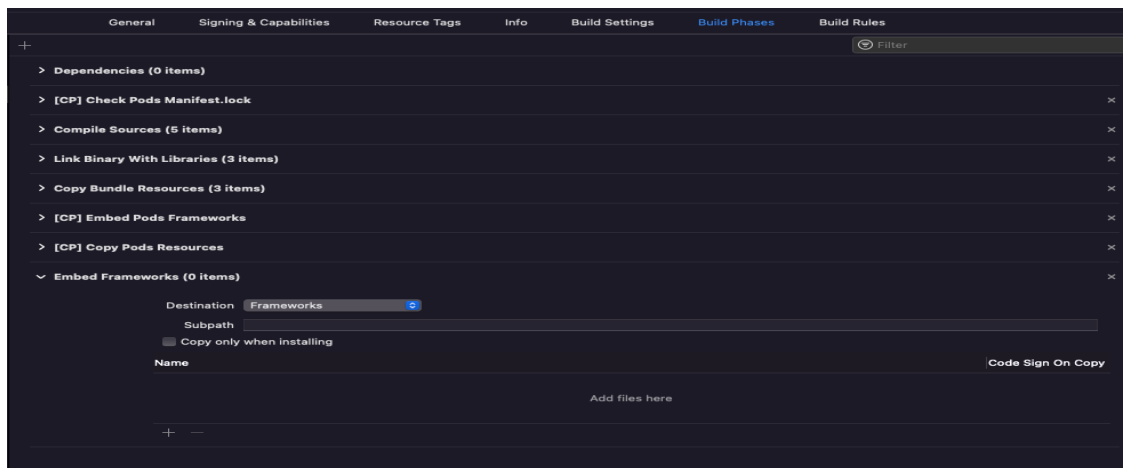 General Signing & Capabilities Resource Tags Info Build Settings Build Phases Build Rules
Filter
Dependencies (0 items)
[CP] Check Pods Manifest.lock
Compile Sources (5 items)
Link Binary With Libraries (3 items)
Copy Bundle Resources (3 items)
[CP] Embed Pods Frameworks
[CP] Copy Pods Resources
Embed Frameworks (0 items)
Destination Frameworks
Subpath
Copy only when installing
Name Code Sign On Copy
Add files here